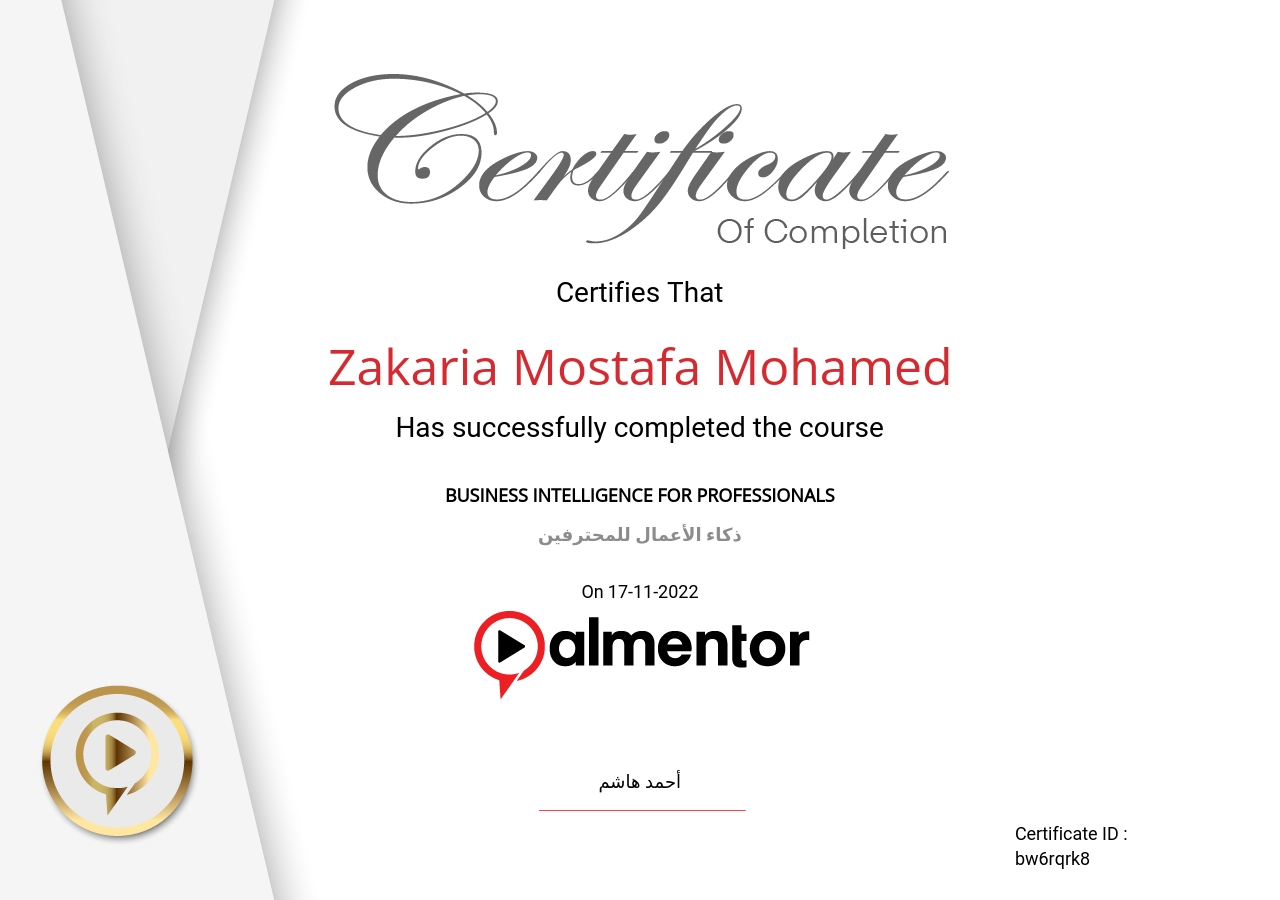 Certificate
Of Completion
Certifies That
Zakaria Mostafa Mohamed
Has successfully completed the course
BUSINESS INTELLIGENCE FOR PROFESSIONALS
ذكاء الأعمال للمحترفين
On 17-11-2022
almentor
أحمد هاشم
Certificate ID :
bw6rqrk8